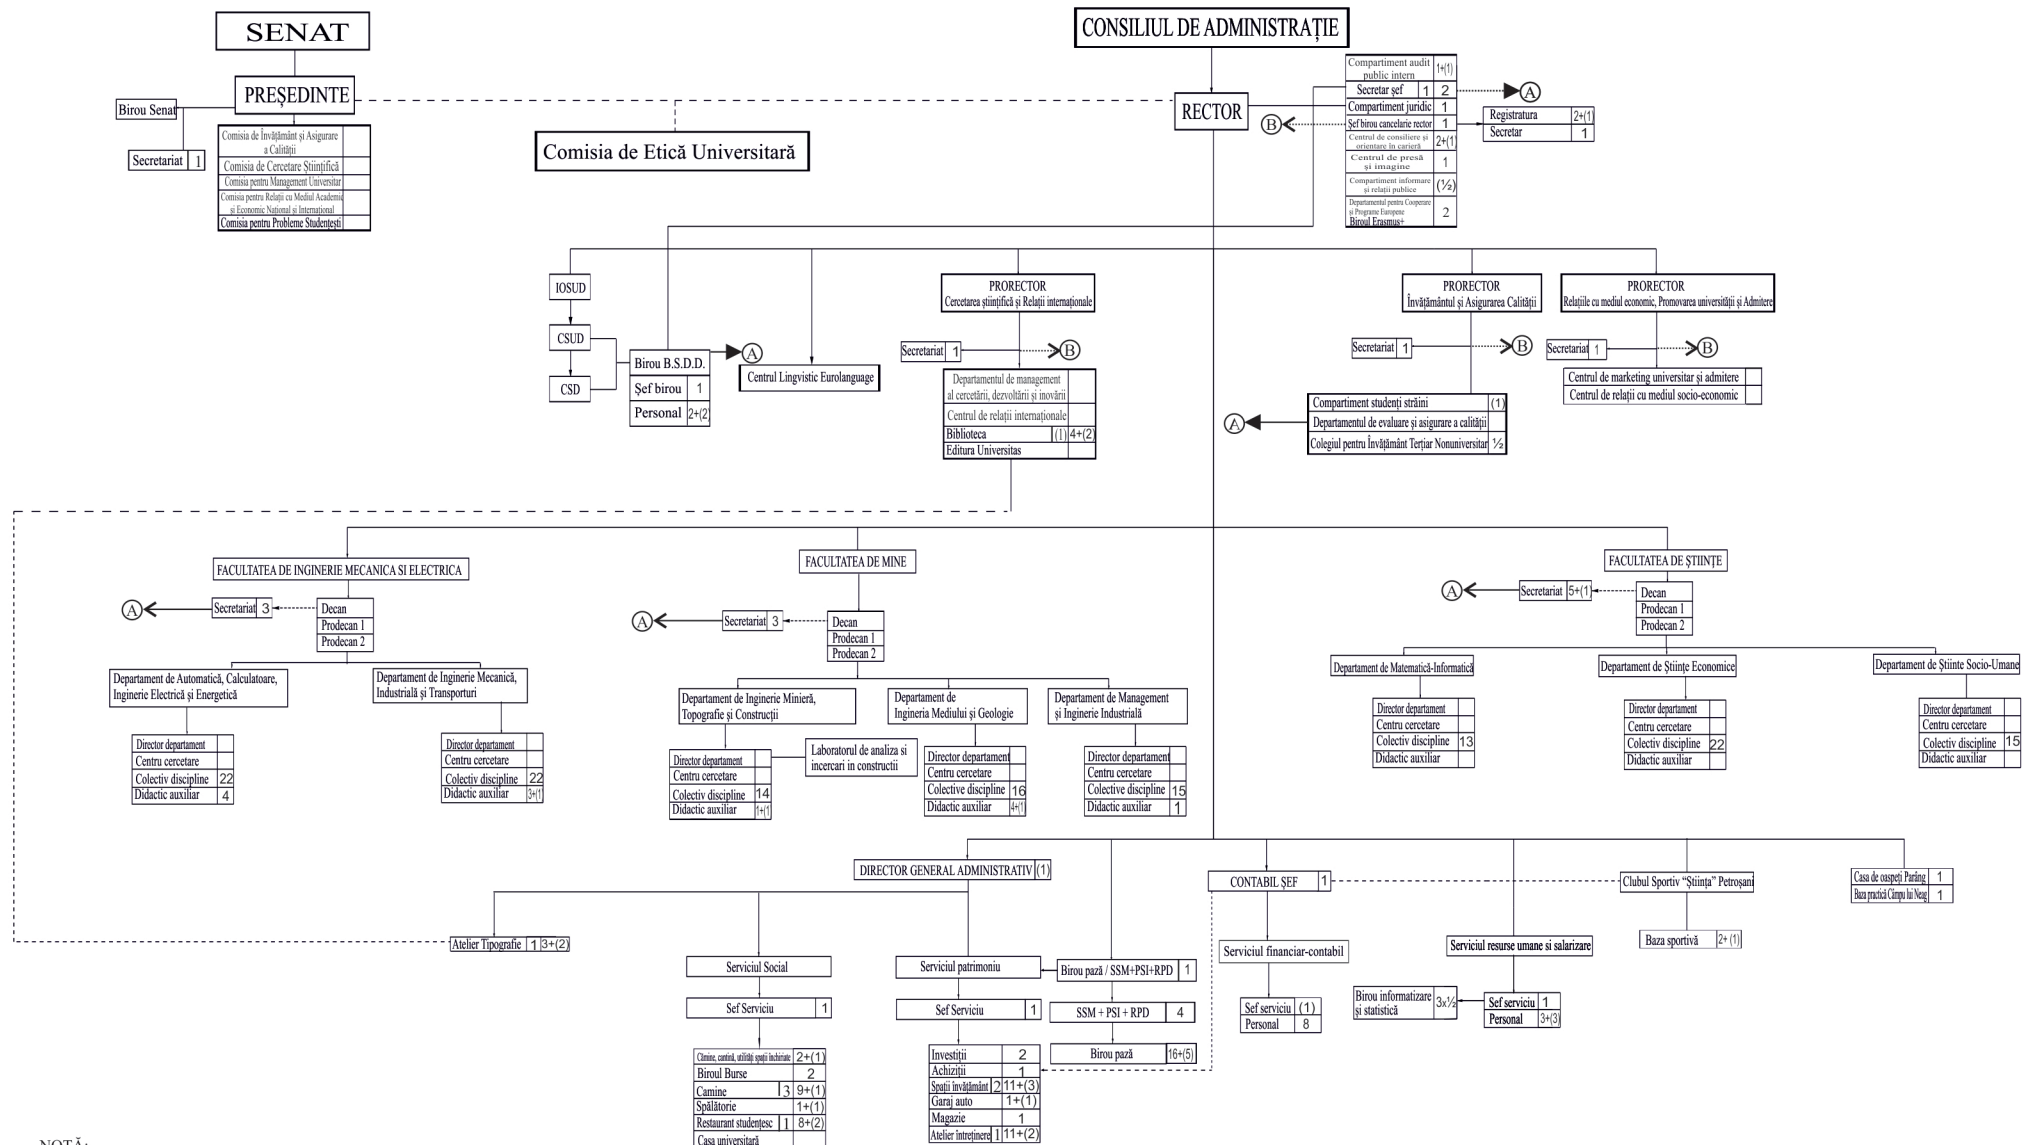 SENAT
PREȘEDINTE
Birou Senat
Secretariat 1
Comisia de Învățământ și Asigurare
a Calității
Comisia de Cercetare Științifică
Comisia pentru Management Universitar
Comisia pentru Relații cu Mediul Academic
și Economic Național și Internațional
Comisia pentru Probleme Studențești
Comisia de Etică Universitară
CONSILIUL DE ADMINISTRAȚIE
RECTOR
Compartiment audit
public intern 1+(1)
Secretar șef 1 2
A
Compartiment juridic 1
B
Șef birou cancelarie rector 1
Registratura 2+(1)
Secretar 1
Centrul de consiliere și
orientare în carieră 2+(1)
Centrul de presă
și imagine 1
Compartiment informare
și relații publice (½)
Departamentul pentru Cooperare
și Programe Europene
Biroul Erasmus+ 2
IOSUD
CSUD
CSD
Birou B.S.D.D.
A
Șef birou 1
Personal 2+(2)
Centrul Lingvistic Eurolanguage
PRORECTOR
Cercetarea științifică și Relații internaționale
Secretariat 1
B
Departamentul de management
al cercetării, dezvoltării și inovării
Centrul de relații internaționale
Biblioteca (1) 4+(2)
Editura Universitas
PRORECTOR
Învățământul și Asigurarea Calității
Secretariat 1
B
A
Compartiment studenți străini (1)
Departamentul de evaluare și asigurare a calității
Colegiul pentru Învățământ Terțiar Nonuniversitar ½
PRORECTOR
Relațiile cu mediul economic, Promovarea universității și Admitere
Secretariat 1
B
Centrul de marketing universitar și admitere
Centrul de relații cu mediul socio-economic
FACULTATEA DE INGINERIE MECANICA SI ELECTRICA
A
Secretariat 3
Decan
Prodecan 1
Prodecan 2
Departament de Automatică, Calculatoare,
Inginerie Electrică și Energetică
Director departament
Centru cercetare
Colectiv discipline 22
Didactic auxiliar 4
Departament de Inginerie Mecanică,
Industrială și Transporturi
Director departament
Centru cercetare
Colectiv discipline 22
Didactic auxiliar 3+(1)
FACULTATEA DE MINE
A
Secretariat 3
Decan
Prodecan 1
Prodecan 2
Departament de Inginerie Minieră,
Topografie și Construcții
Director departament
Centru cercetare
Colectiv discipline 14
Didactic auxiliar 1+(1)
Laboratorul de analiza si
incercari in constructii
Departament de
Ingineria Mediului și Geologie
Director departament
Centru cercetare
Colective discipline 16
Didactic auxiliar 4+(1)
Departament de Management
și Inginerie Industrială
Director departament
Centru cercetare
Colective discipline 15
Didactic auxiliar 1
FACULTATEA DE ȘTIINȚE
A
Secretariat 5+(1)
Decan
Prodecan 1
Prodecan 2
Departament de Matematică-Informatică
Director departament
Centru cercetare
Colectiv discipline 13
Didactic auxiliar
Departament de Științe Economice
Director departament
Centru cercetare
Colectiv discipline 22
Didactic auxiliar
Departament de Stiinte Socio-Umane
Director departament
Centru cercetare
Colectiv discipline 15
Didactic auxiliar
DIRECTOR GENERAL ADMINISTRATIV (1)
Atelier Tipografie 1 3+(2)
Serviciul Social
Sef Serviciu 1
Cămine, cantină, utilități spații închiriate 2+(1)
Biroul Burse 2
Camine 3 9+(1)
Spălătorie 1+(1)
Restaurant studențesc 1 8+(2)
Casa universitară
Serviciul patrimoniu
Sef Serviciu 1
Investiții 2
Achiziții 1
Spații învățământ 2 11+(3)
Garaj auto 1+(1)
Magazie 1
Atelier întreținere 1 11+(2)
Birou pază / SSM+PSI+RPD 1
SSM + PSI + RPD 4
Birou pază 16+(5)
CONTABIL ȘEF 1
Serviciul financiar-contabil
Sef serviciu (1)
Personal 8
Serviciul resurse umane si salarizare
Sef serviciu 1
Personal 3+(3)
Birou informatizare
și statistică 3x½
Clubul Sportiv “Știința” Petroșani
Baza sportivă 2+ (1)
Casa de oaspeți Parâng 1
Baza practică Câmpu lui Neag 1
NOTĂ: